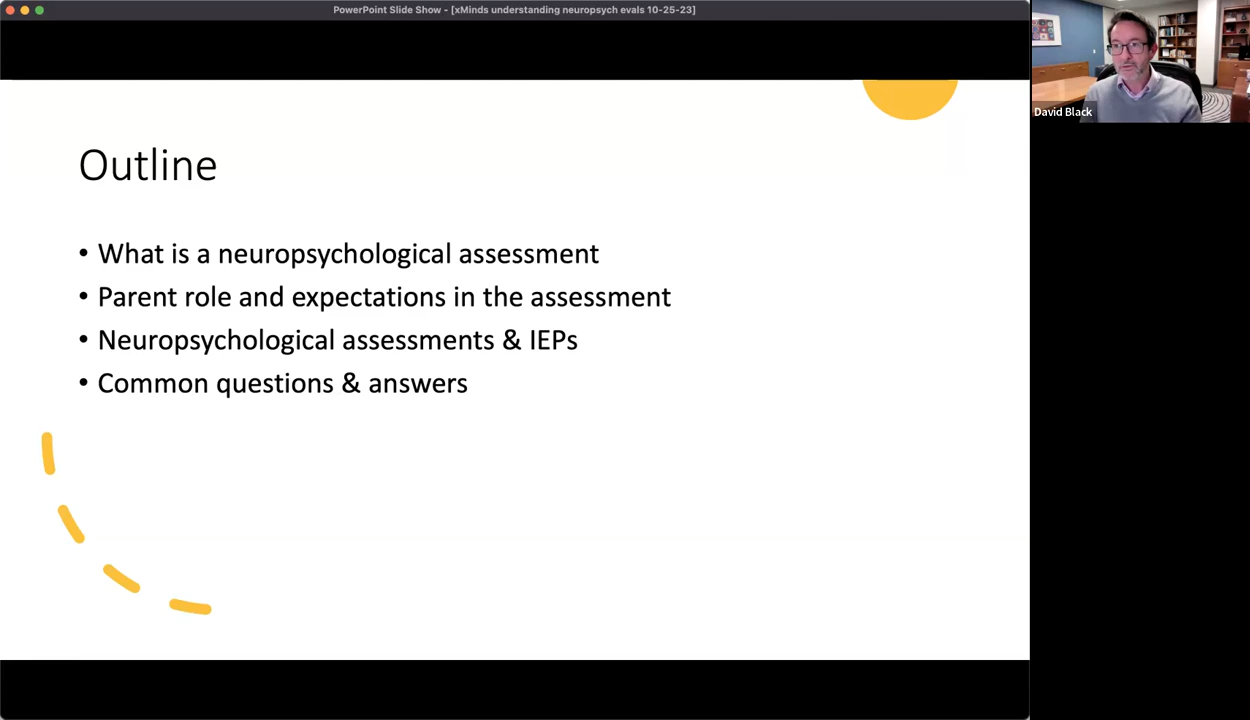 PowerPoint Slide Show - [xMinds understanding neuropsych evals 10-25-23]
David Black
Outline
• What is a neuropsychological assessment
• Parent role and expectations in the assessment
• Neuropsychological assessments & IEPs
• Common questions & answers